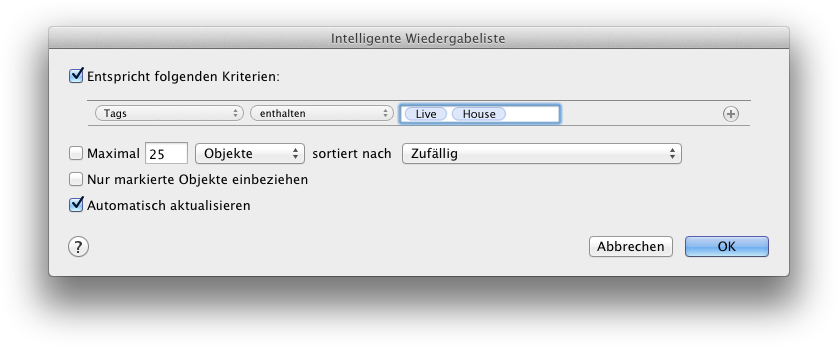 Intelligente Wiedergabeliste
Entspricht folgenden Kriterien:
Tags enthalten Live House
Maximal 25 Objekte sortiert nach Zufällig
Nur markierte Objekte einbeziehen
Automatisch aktualisieren
? Abbrechen OK